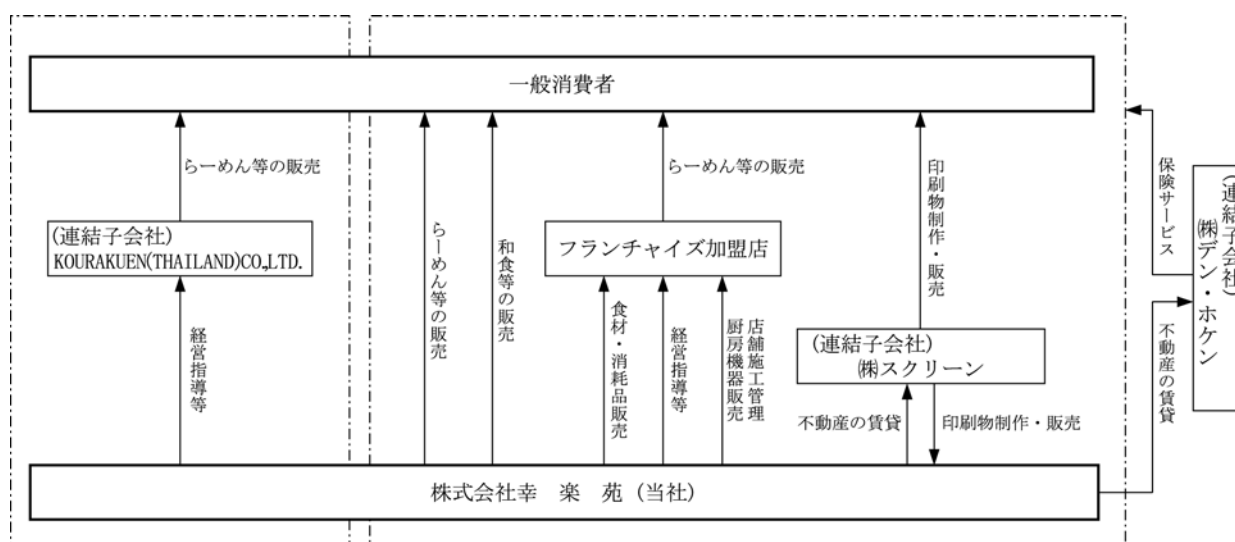 一般消費者
らーめん等の販売
らーめん等の販売
印刷物制作・販売
保険サービス
(連結子会社)
㈱デン・ホケン
(連結子会社)
KOURAKUEN(THAILAND)CO.,LTD.
らーめん等の販売
和食等の販売
フランチャイズ加盟店
経営指導等
食材・消耗品販売
経営指導等
店舗施工管理
厨房機器販売
(連結子会社)
㈱スクリーン
不動産の賃貸
印刷物制作・販売
不動産の賃貸
株式会社幸　楽　苑 (当社)